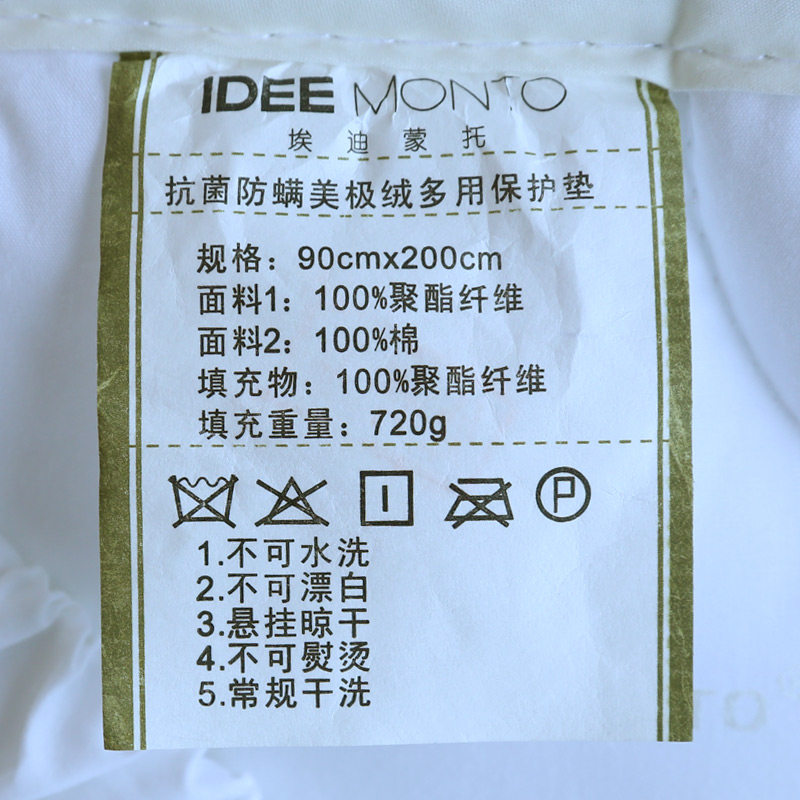 IDEE MONTO
埃迪蒙托
抗菌防螨美极绒多用保护垫
规格：90cmx200cm
面料1：100%聚酯纤维
面料2：100%棉
填充物：100%聚酯纤维
填充重量：720g
P
1.不可水洗
2.不可漂白
3.悬挂晾干
4.不可熨烫
5.常规干洗